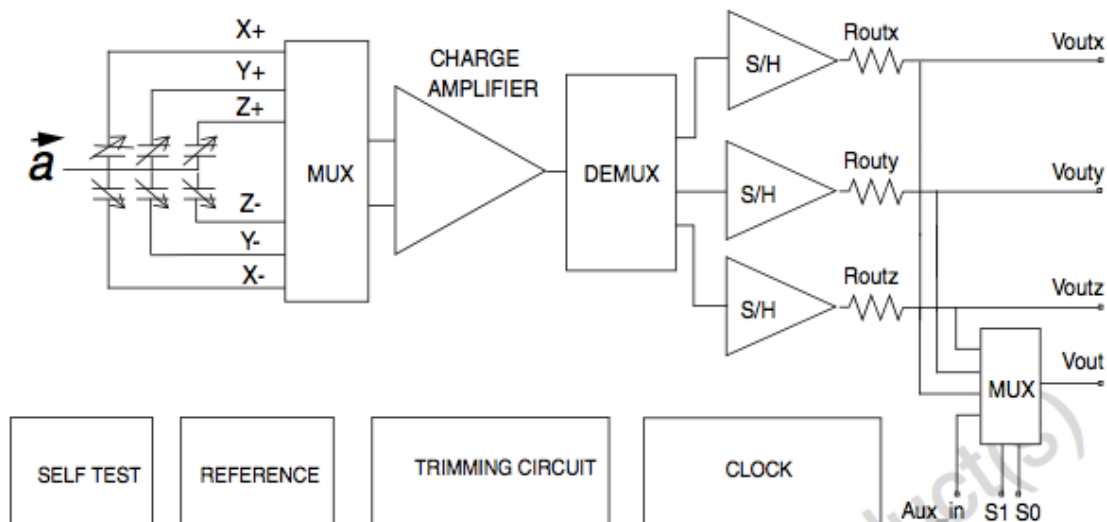 X+
Y+
Z+
a
Z-
Y-
X-
MUX
CHARGE
AMPLIFIER
DEMUX
S/H
Routx
Voutx
S/H
Routy
Vouty
S/H
Routz
Voutz
MUX
Vout
Aux_in S1 S0
SELF TEST
REFERENCE
TRIMMING CIRCUIT
CLOCK
uct(s)